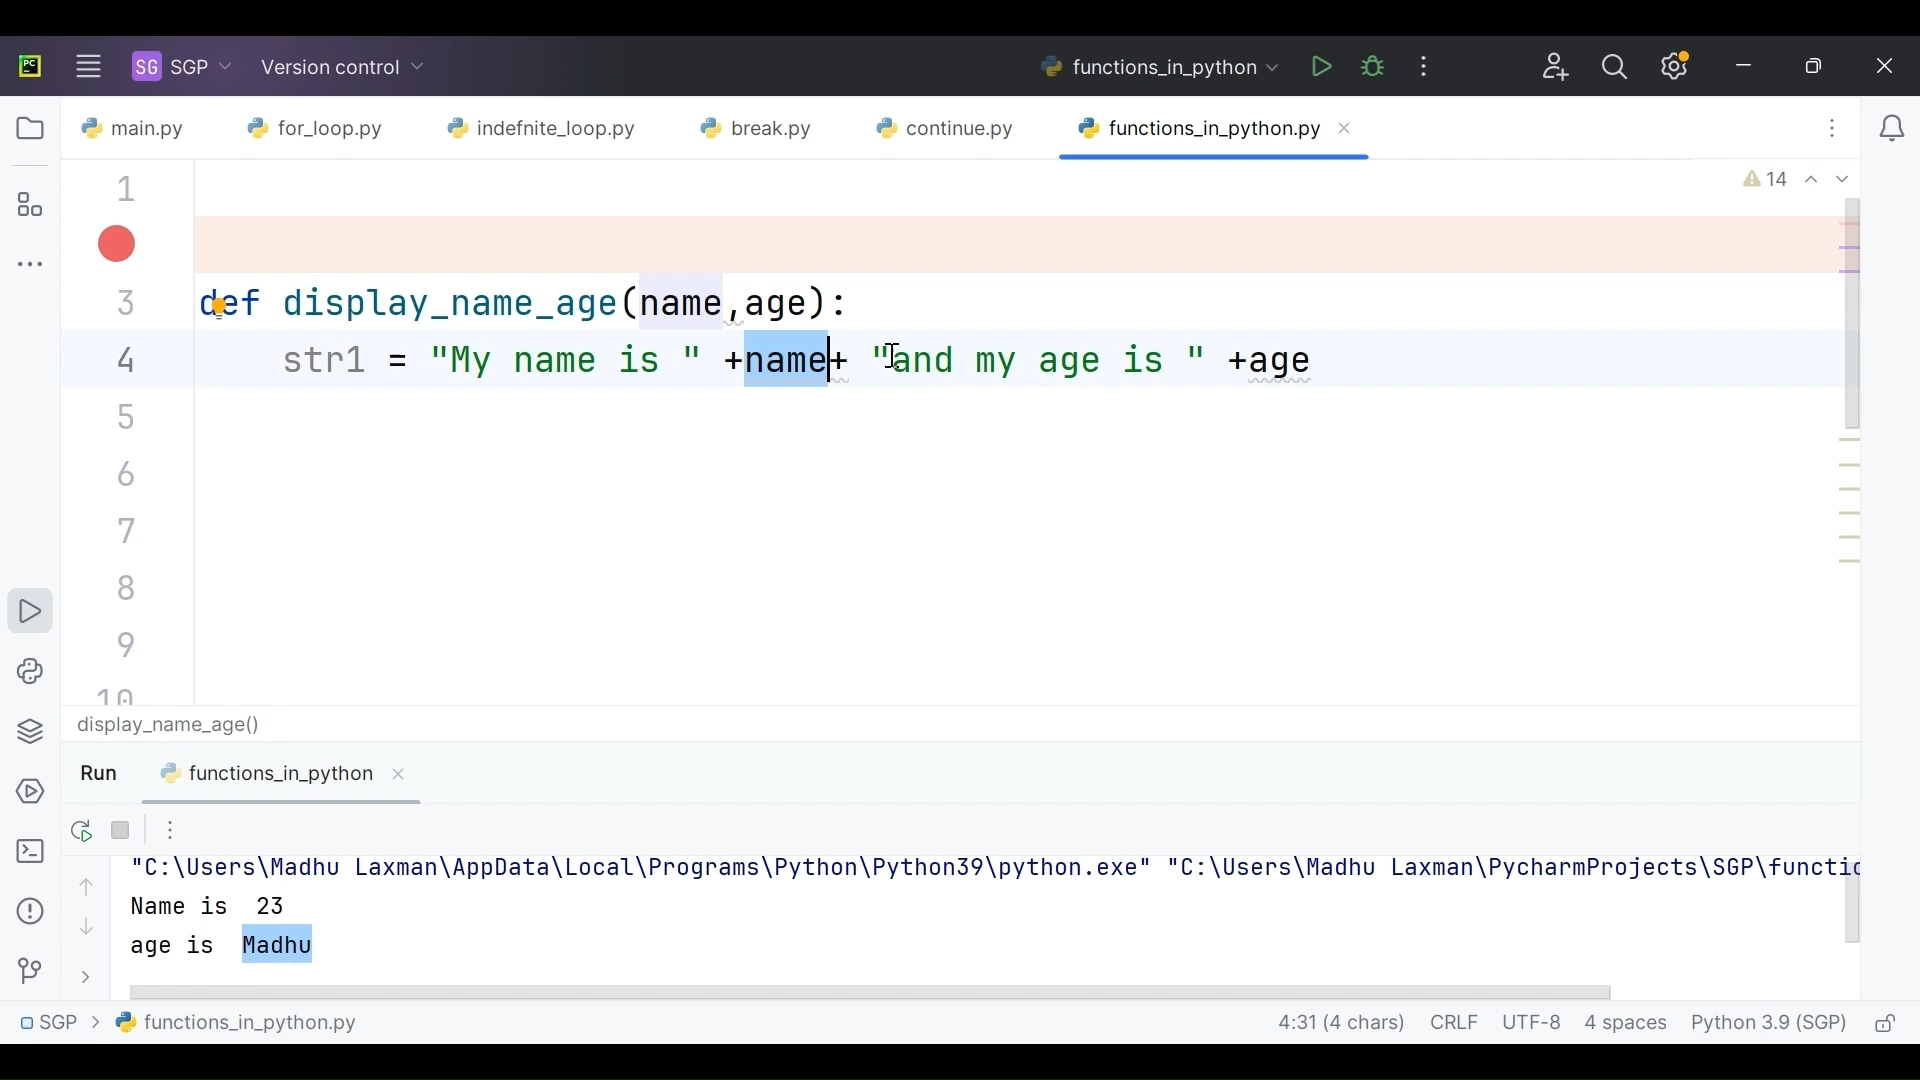 PC SG SGP Version control functions_in_python
main.py for_loop.py indefnite_loop.py break.py continue.py functions_in_python.py
1 14
3 def display_name_age(name,age):
4 str1 = "My name is " +name+ "and my age is " +age
5
6
7
8
9
10
display_name_age()
Run functions_in_python
"C:\Users\Madhu Laxman\AppData\Local\Programs\Python\Python39\python.exe" "C:\Users\Madhu Laxman\PycharmProjects\SGP\functio
Name is 23
age is Madhu
SGP > functions_in_python.py 4:31 (4 chars) CRLF UTF-8 4 spaces Python 3.9 (SGP)